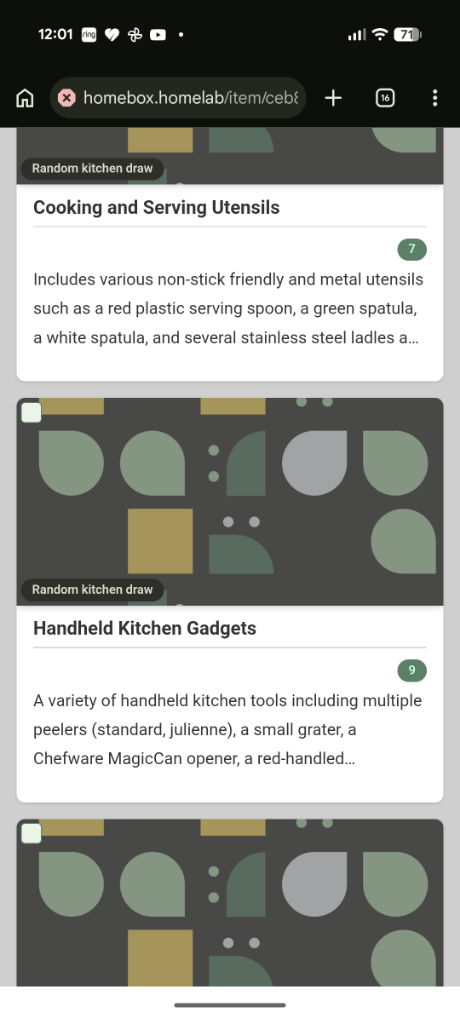 12:01
ring
71
homebox.homelab/item/ceb8
16
Random kitchen draw
Cooking and Serving Utensils
7
Includes various non-stick friendly and metal utensils
such as a red plastic serving spoon, a green spatula,
a white spatula, and several stainless steel ladles a...
Random kitchen draw
Handheld Kitchen Gadgets
9
A variety of handheld kitchen tools including multiple
peelers (standard, julienne), a small grater, a
Chefware MagicCan opener, a red-handled...